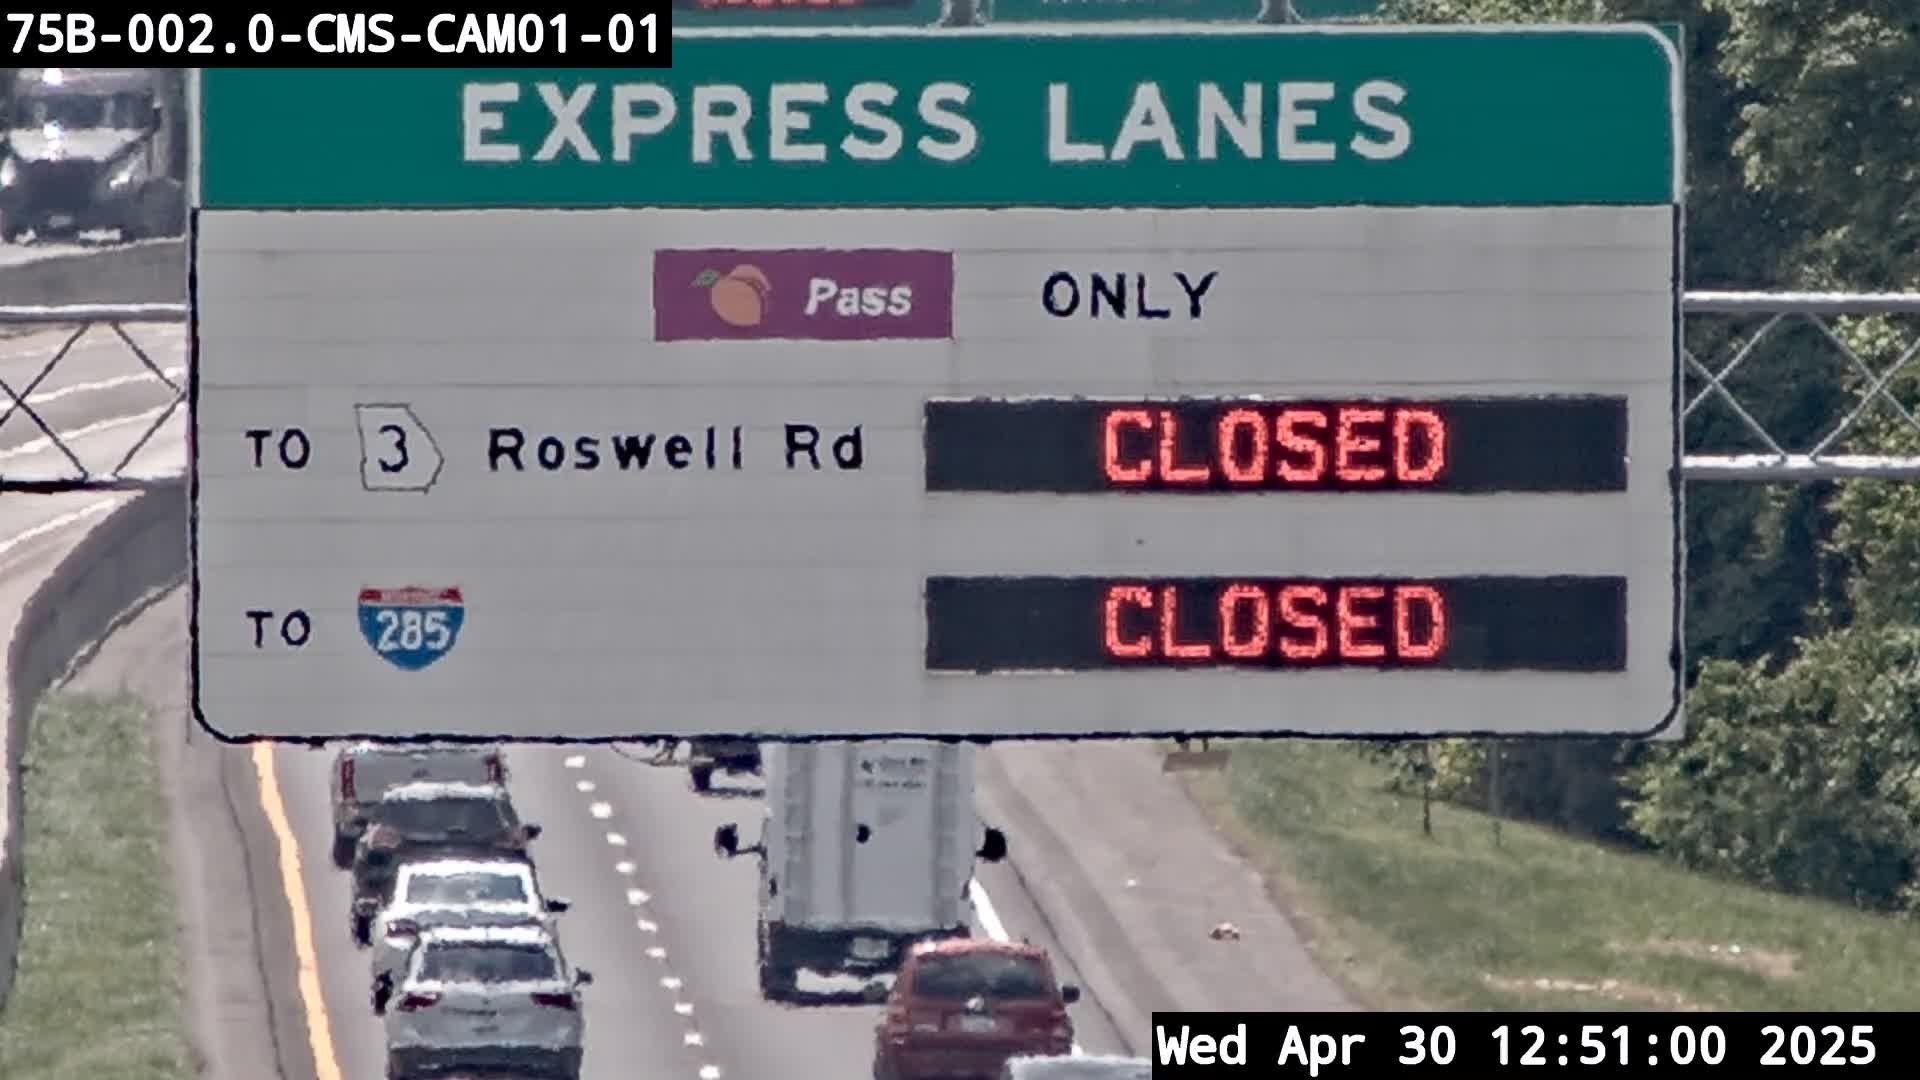 75B-002.0-CMS-CAM01-01
EXPRESS LANES
Pass ONLY
TO 3 Roswell Rd CLOSED
TO 285 CLOSED
Wed Apr 30 12:51:00 2025